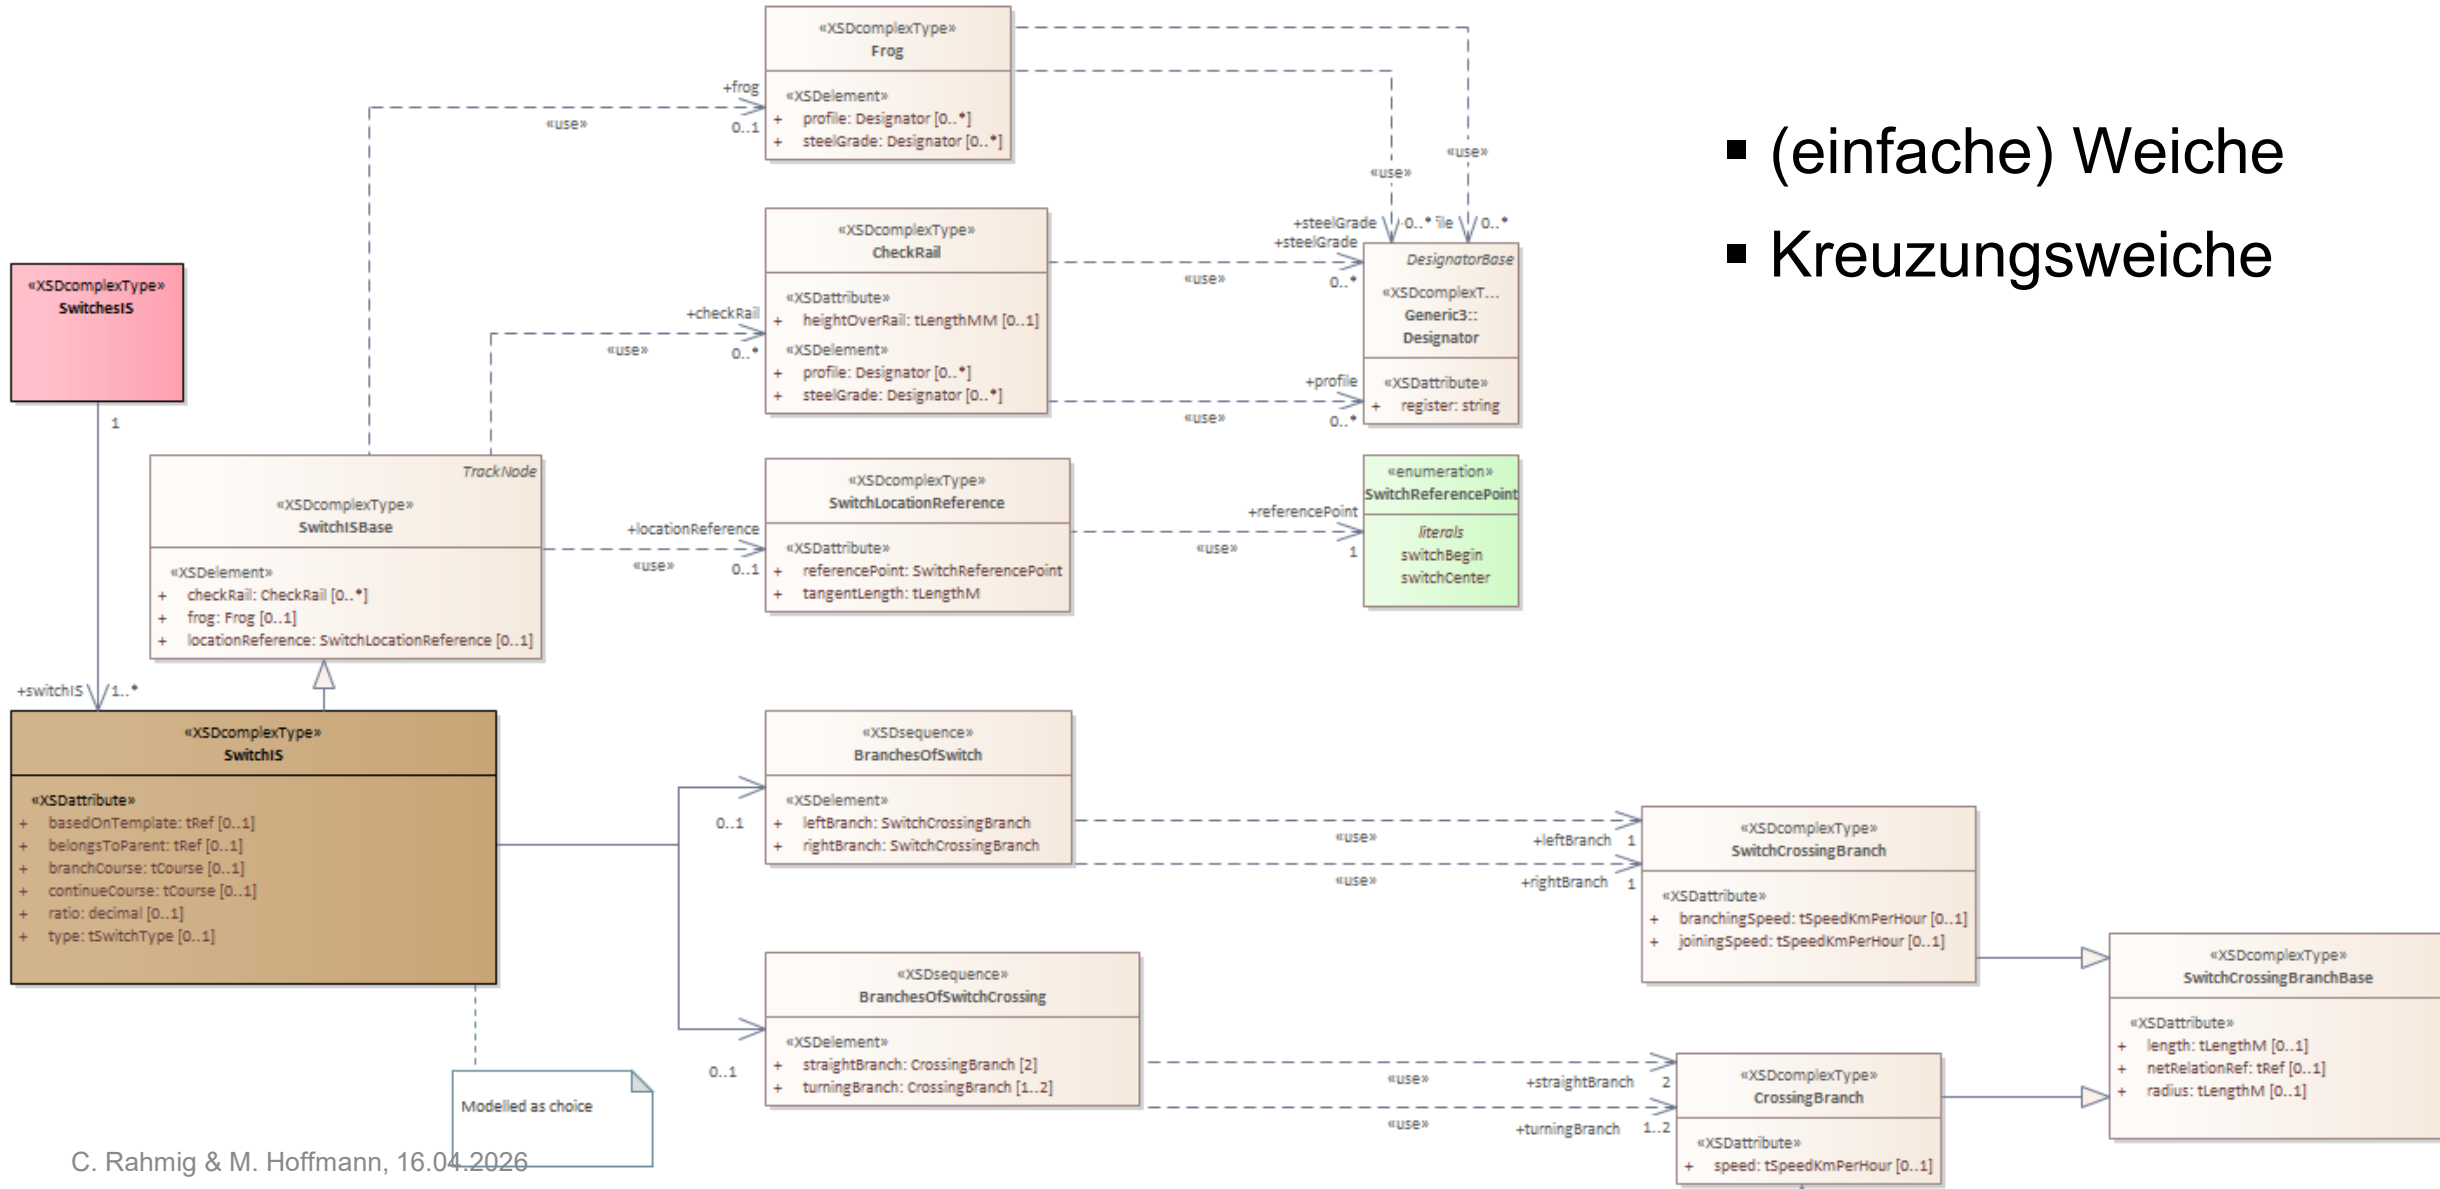 «XSDcomplexType»
Frog
«XSDelement»
+ profile: Designator [0..*]
+ steelGrade: Designator [0..*]
+frog
0..1
«use»
«use»
«use»
▪ (einfache) Weiche
▪ Kreuzungsweiche
«XSDcomplexType»
CheckRail
«XSDattribute»
+ heightOverRail: tLengthMM [0..1]
«XSDelement»
+ profile: Designator [0..*]
+ steelGrade: Designator [0..*]
+checkRail
0..*
«use»
+steelGrade
0..*
ile
0..*
+steelGrade
«use»
0..*
+profile
«use»
0..*
DesignatorBase
«XSDcomplexT...
Generic3::
Designator
«XSDattribute»
+ register: string
«XSDcomplexType»
SwitchesIS
1
+switchIS
1..*
TrackNode
«XSDcomplexType»
SwitchISBase
«XSDelement»
+ checkRail: CheckRail [0..*]
+ frog: Frog [0..1]
+ locationReference: SwitchLocationReference [0..1]
+locationReference
«use»
0..1
«XSDcomplexType»
SwitchLocationReference
«XSDattribute»
+ referencePoint: SwitchReferencePoint
+ tangentLength: tLengthM
+referencePoint
«use»
1
«enumeration»
SwitchReferencePoint
literals
switchBegin
switchCenter
«XSDcomplexType»
SwitchIS
«XSDattribute»
+ basedOnTemplate: tRef [0..1]
+ belongsToParent: tRef [0..1]
+ branchCourse: tCourse [0..1]
+ continueCourse: tCourse [0..1]
+ ratio: decimal [0..1]
+ type: tSwitchType [0..1]
0..1
«XSDsequence»
BranchesOfSwitch
«XSDelement»
+ leftBranch: SwitchCrossingBranch
+ rightBranch: SwitchCrossingBranch
«use»
+leftBranch
1
«use»
+rightBranch
1
«XSDcomplexType»
SwitchCrossingBranch
«XSDattribute»
+ branchingSpeed: tSpeedKmPerHour [0..1]
+ joiningSpeed: tSpeedKmPerHour [0..1]
0..1
«XSDsequence»
BranchesOfSwitchCrossing
«XSDelement»
+ straightBranch: CrossingBranch [2]
+ turningBranch: CrossingBranch [1..2]
«use»
+straightBranch
2
«use»
+turningBranch
1..2
«XSDcomplexType»
CrossingBranch
«XSDattribute»
+ speed: tSpeedKmPerHour [0..1]
«XSDcomplexType»
SwitchCrossingBranchBase
«XSDattribute»
+ length: tLengthM [0..1]
+ netRelationRef: tRef [0..1]
+ radius: tLengthM [0..1]
Modelled as choice
C. Rahmig & M. Hoffmann, 16.04.2026